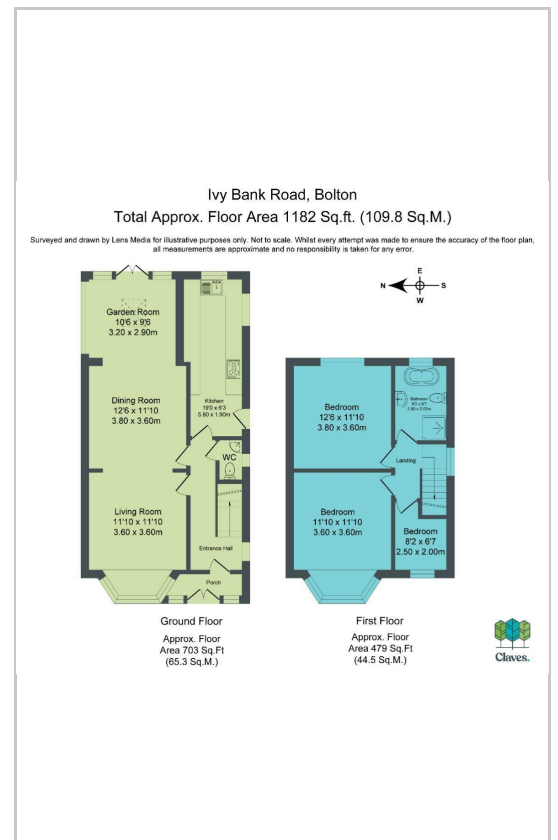 Ivy Bank Road, Bolton
Total Approx. Floor Area 1182 Sq.ft. (109.8 Sq.M.)
Surveyed and drawn by Lens Media for illustrative purposes only. Not to scale. Whilst every attempt was made to ensure the accuracy of the floor plan,
all measurements are approximate and no responsibility is taken for any error.
E
N
S
W
Garden Room
10'6 x 9'6
3.20 x 2.90m
Dining Room
12'6 x 11'10
3.80 x 3.60m
Kitchen
19'0 x 6'3
5.80 x 1.90m
WC
Living Room
11'10 x 11'10
3.60 x 3.60m
Entrance Hall
Porch
Bedroom
12'6 x 11'10
3.80 x 3.60m
Bathroom
Landing
Bedroom
11'10 x 11'10
3.60 x 3.60m
Bedroom
8'2 x 6'7
2.50 x 2.00m
Ground Floor
Approx. Floor
Area 703 Sq.Ft
(65.3 Sq.M.)
First Floor
Approx. Floor
Area 479 Sq.Ft
(44.5 Sq.M.)
Claves.